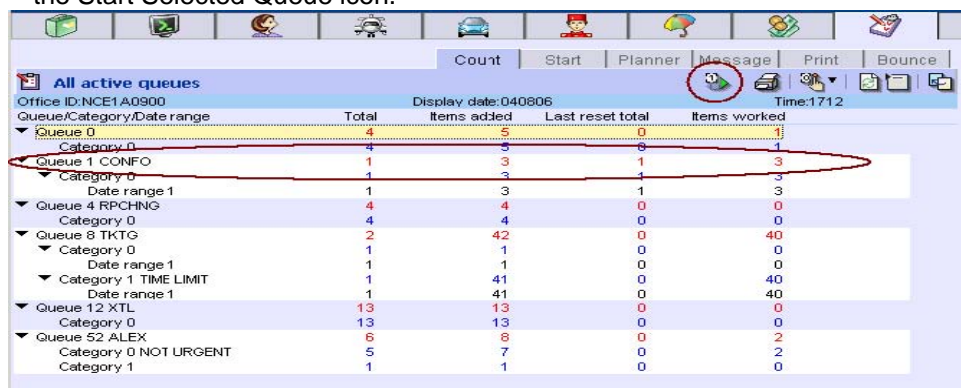 the Start Selected Queue icon.
Count Start Planner Message Print Bounce
All active queues
Office ID:NCE1A0900 Display date:040806 Time:1712
Queue/Category/Date range Total Items added Last reset total Items worked
Queue 0 4 5 0 1
Category 0 4 5 0 1
Queue 1 CONFO 1 3 1 3
Category 0 1 3 1 3
Date range 1 1 3 1 3
Queue 4 RPCHNG 4 4 0 0
Category 0 4 4 0 0
Queue 8 TKTG 2 42 0 40
Category 0 1 1 0 0
Date range 1 1 1 0 0
Category 1 TIME LIMIT 1 41 0 40
Date range 1 1 41 0 40
Queue 12 XTL 13 13 0 0
Category 0 13 13 0 0
Queue 52 ALEX 6 8 0 2
Category 0 NOT URGENT 5 7 0 2
Category 1 1 1 0 0